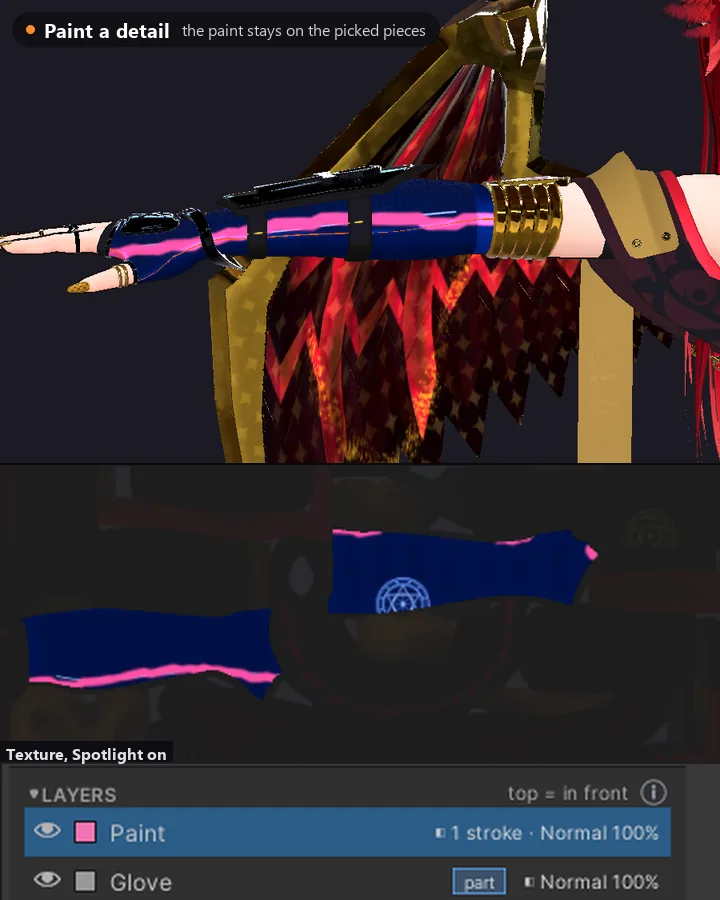 Paint a detail the paint stays on the picked pieces
Texture, Spotlight on
LAYERS top = in front
Paint 1 stroke · Normal 100%
Glove part Normal 100%